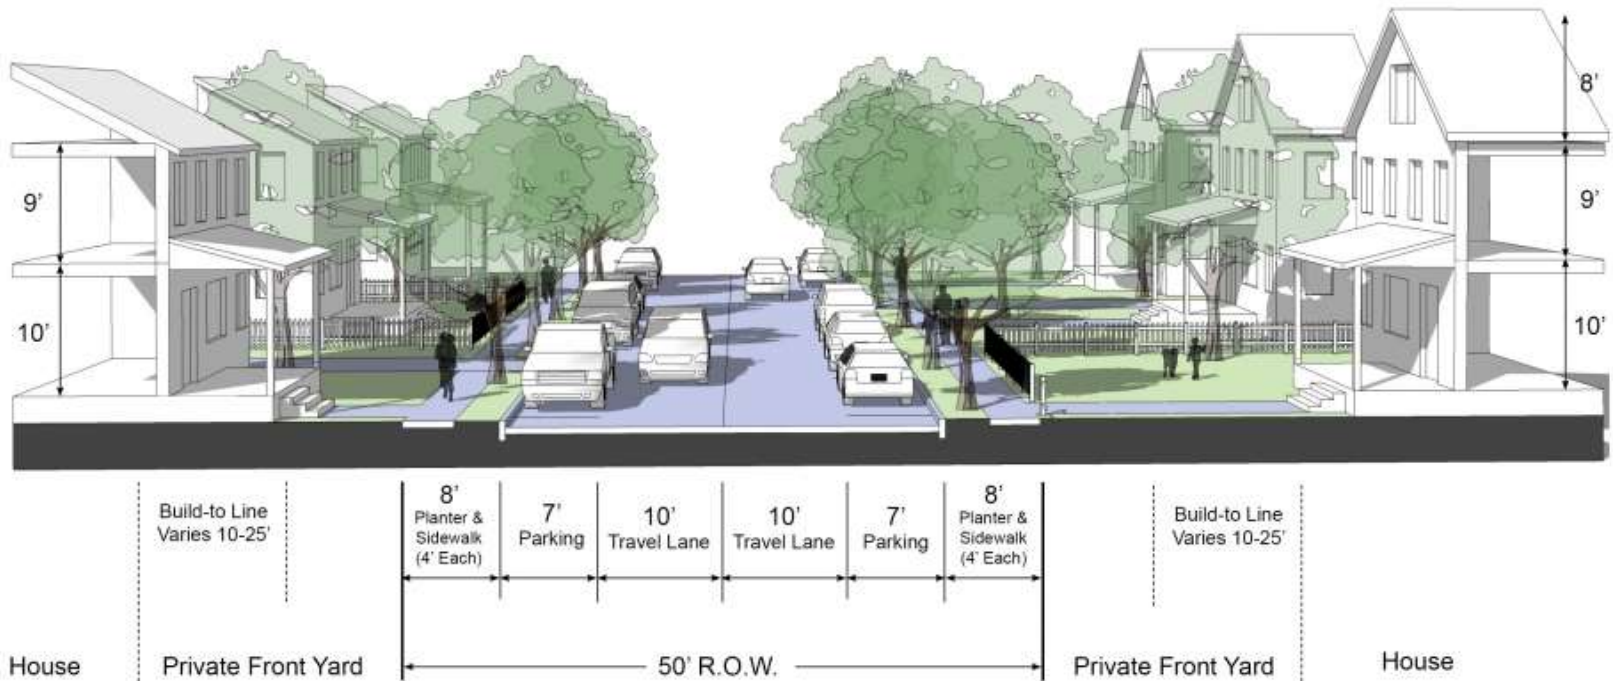 8’
9’
9’
10’
10’
Build-to Line
Varies 10-25’
8’
Planter &
Sidewalk
(4’ Each)
7’
Parking
10’
Travel Lane
10’
Travel Lane
7’
Parking
8’
Planter &
Sidewalk
(4’ Each)
Build-to Line
Varies 10-25’
House
Private Front Yard
50’ R.O.W.
Private Front Yard
House